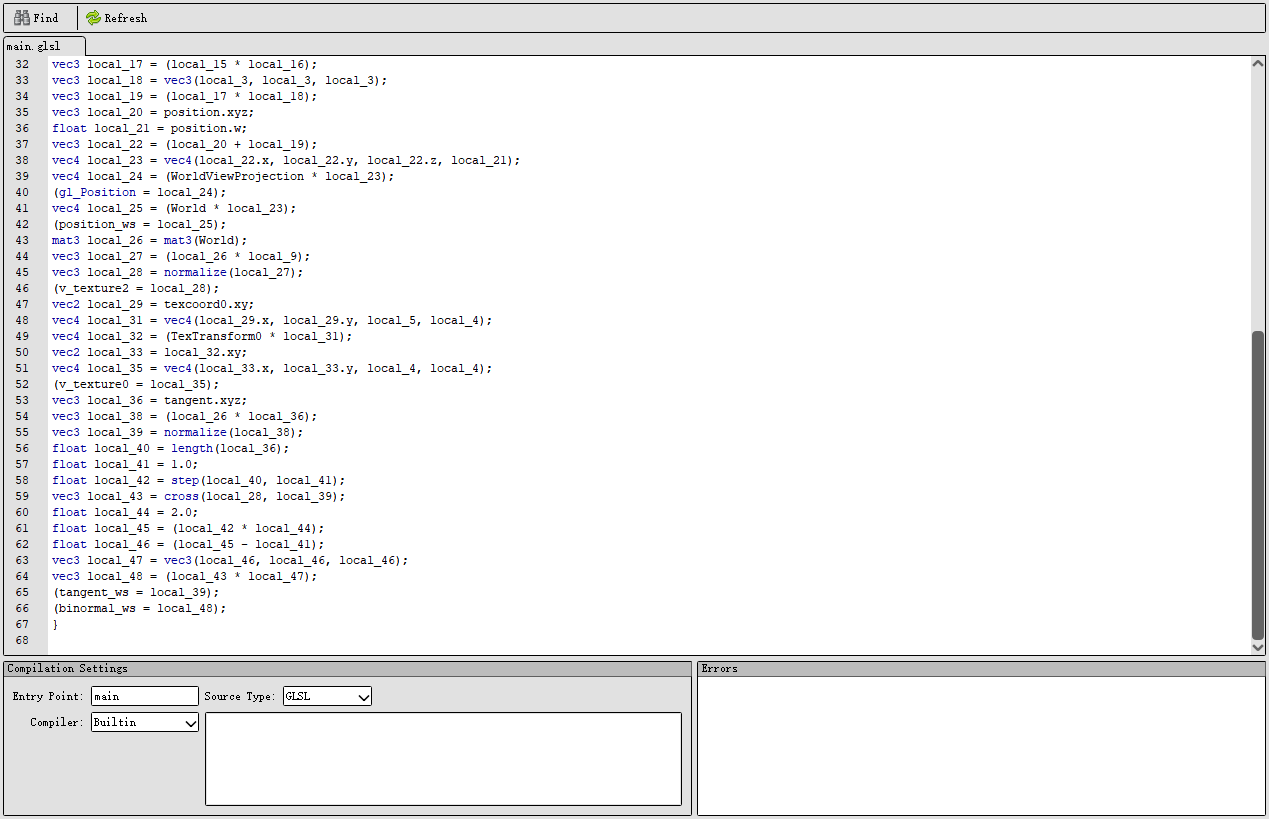 Find Refresh
main.glsl
32 vec3 local_17 = (local_15 * local_16);
33 vec3 local_18 = vec3(local_3, local_3, local_3);
34 vec3 local_19 = (local_17 * local_18);
35 vec3 local_20 = position.xyz;
36 float local_21 = position.w;
37 vec3 local_22 = (local_20 + local_19);
38 vec4 local_23 = vec4(local_22.x, local_22.y, local_22.z, local_21);
39 vec4 local_24 = (WorldViewProjection * local_23);
40 (gl_Position = local_24);
41 vec4 local_25 = (World * local_23);
42 (position_ws = local_25);
43 mat3 local_26 = mat3(World);
44 vec3 local_27 = (local_26 * local_9);
45 vec3 local_28 = normalize(local_27);
46 (v_texture2 = local_28);
47 vec2 local_29 = texcoord0.xy;
48 vec4 local_31 = vec4(local_29.x, local_29.y, local_5, local_4);
49 vec4 local_32 = (TexTransform0 * local_31);
50 vec2 local_33 = local_32.xy;
51 vec4 local_35 = vec4(local_33.x, local_33.y, local_4, local_4);
52 (v_texture0 = local_35);
53 vec3 local_36 = tangent.xyz;
54 vec3 local_38 = (local_26 * local_36);
55 vec3 local_39 = normalize(local_38);
56 float local_40 = length(local_36);
57 float local_41 = 1.0;
58 float local_42 = step(local_40, local_41);
59 vec3 local_43 = cross(local_28, local_39);
60 float local_44 = 2.0;
61 float local_45 = (local_42 * local_44);
62 float local_46 = (local_45 - local_41);
63 vec3 local_47 = vec3(local_46, local_46, local_46);
64 vec3 local_48 = (local_43 * local_47);
65 (tangent_ws = local_39);
66 (binormal_ws = local_48);
67 }
68
Compilation Settings
Entry Point: main Source Type: GLSL
Compiler: Builtin
Errors